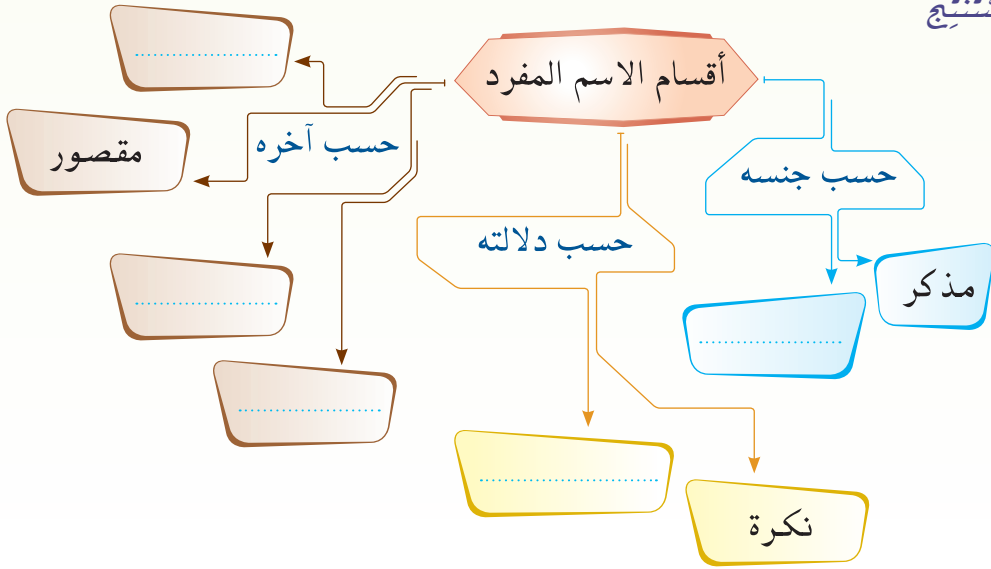 أقسام الاسم المفرد
حسب جنسه
مذكر
حسب دلالته
نكرة
حسب آخره
مقصور